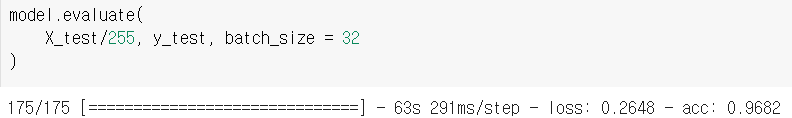 model.evaluate(
    X_test/255, y_test, batch_size = 32
)
175/175 [==============================] - 63s 291ms/step - loss: 0.2648 - acc: 0.9682